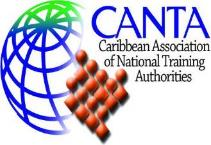 CANTA
Caribbean Association
of National Training
Authorities